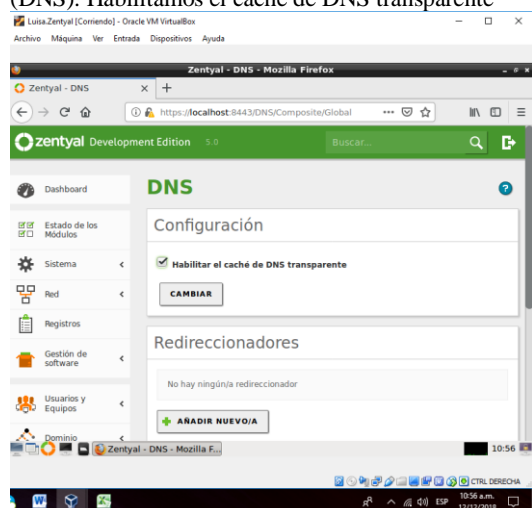 (DNS). Habilitamos el caché de DNS transparente
Luisa.Zentyal [Corriendo] - Oracle VM VirtualBox
Archivo Máquina Ver Entrada Dispositivos Ayuda
Zentyal - DNS - Mozilla Firefox
Zentyal - DNS
https://localhost:8443/DNS/Composite/Global
zentyal Development Edition 5.0
Buscar...
Dashboard
Estado de los
Módulos
Sistema
Red
Registros
Gestión de
software
Usuarios y
Equipos
Dominio
DNS
Configuración
Habilitar el caché de DNS transparente
CAMBIAR
Redireccionadores
No hay ningún/a redireccionador
AÑADIR NUEVO/A
Zentyal - DNS - Mozilla F...
10:56
CTRL DERECHA
ESP
10:56 a.m.
12/12/2018